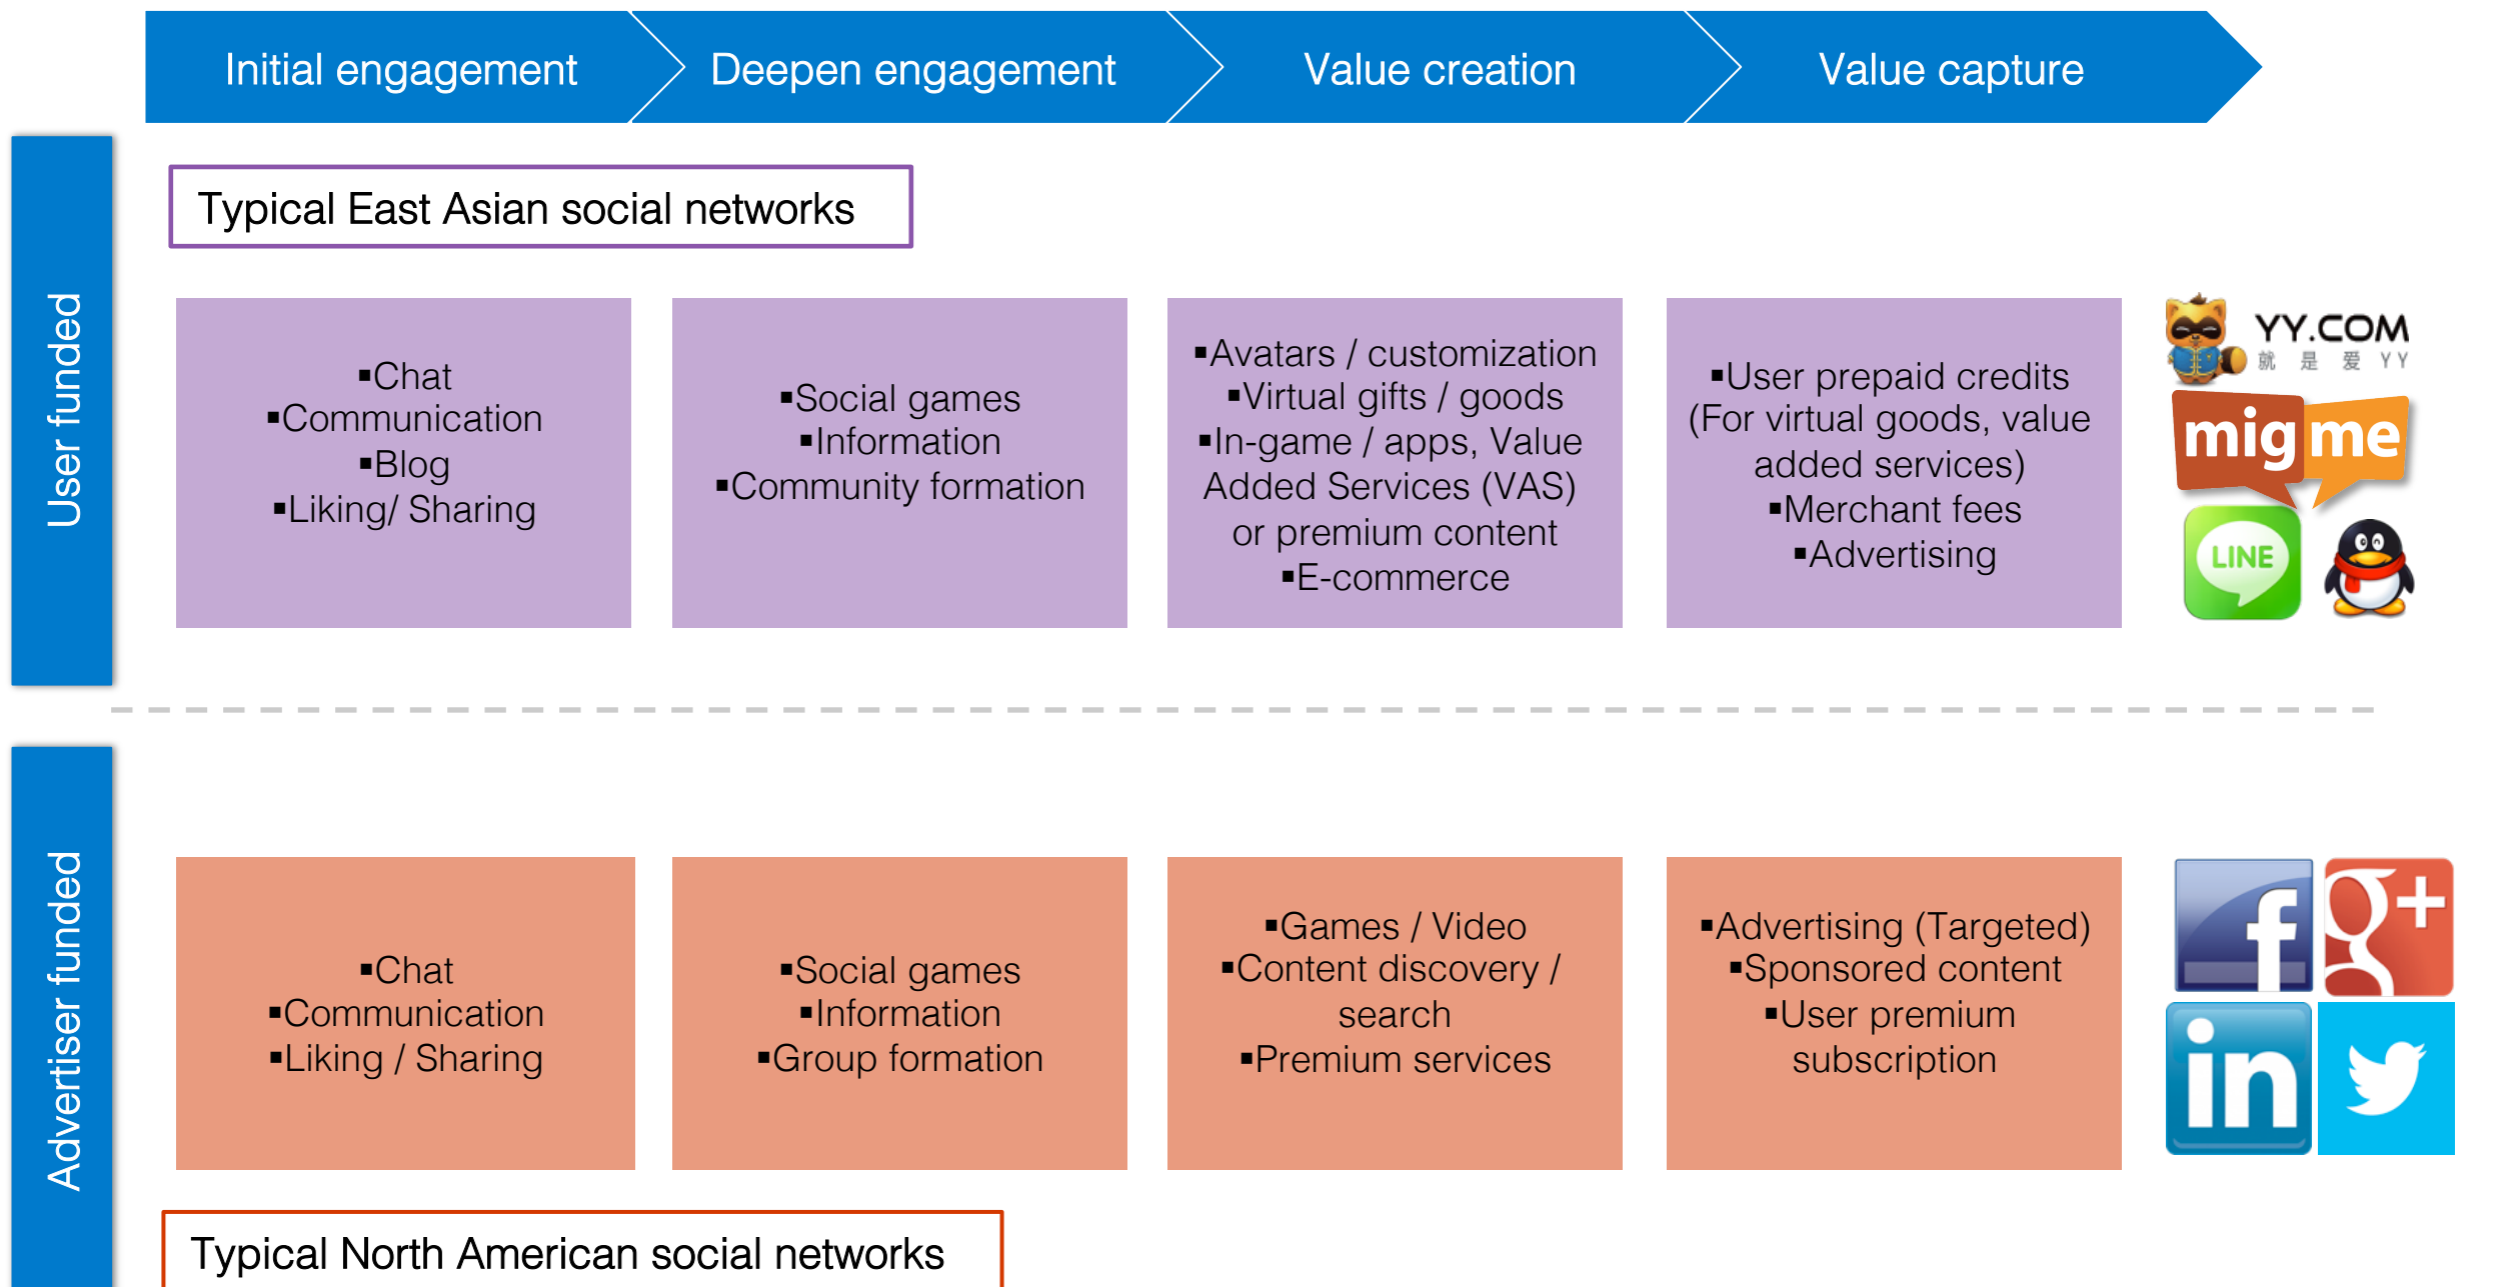 Initial engagement
Deepen engagement
Value creation
Value capture
User funded
Typical East Asian social networks
▪Chat
▪Communication
▪Blog
▪Liking/ Sharing
▪Social games
▪Information
▪Community formation
▪Avatars / customization
▪Virtual gifts / goods
▪In-game / apps, Value
Added Services (VAS)
or premium content
▪E-commerce
▪User prepaid credits
(For virtual goods, value
added services)
▪Merchant fees
▪Advertising
YY.COM
就是爱YY
mig me
LINE
Advertiser funded
▪Chat
▪Communication
▪Liking / Sharing
▪Social games
▪Information
▪Group formation
▪Games / Video
▪Content discovery /
search
▪Premium services
▪Advertising (Targeted)
▪Sponsored content
▪User premium
subscription
f
g+
in
Typical North American social networks